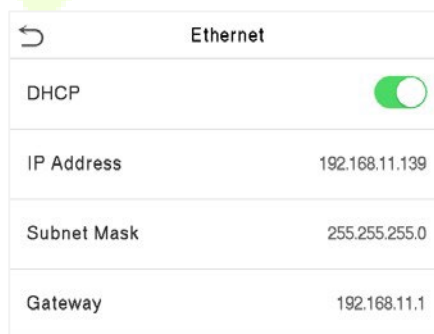 Ethernet
DHCP
IP Address 192.168.11.139
Subnet Mask 255.255.255.0
Gateway 192.168.11.1